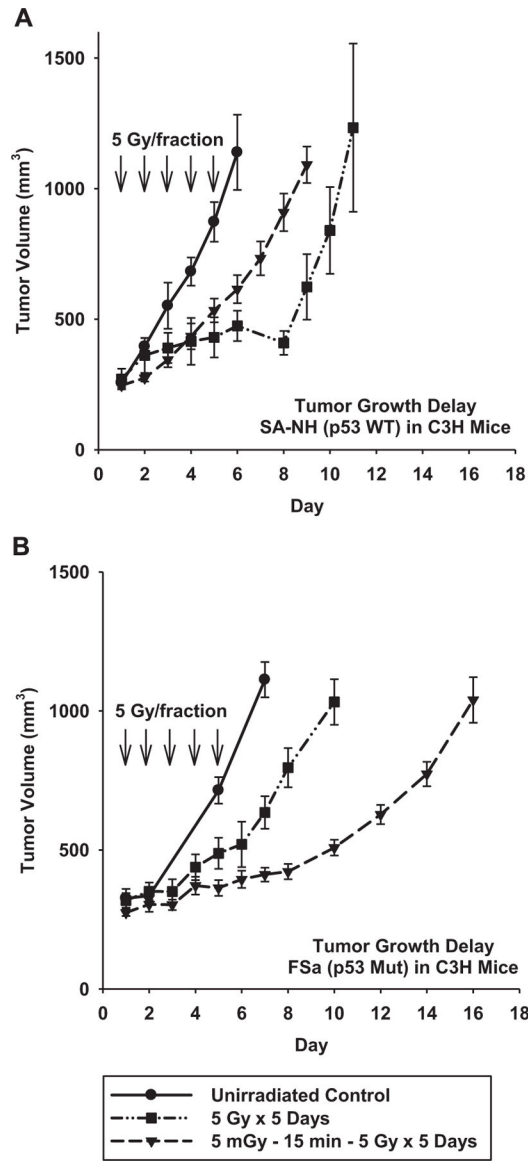 A
1500
1000
500
0
Tumor Volume (mm³)
5 Gy/fraction
Tumor Growth Delay
SA-NH (p53 WT) in C3H Mice
0 2 4 6 8 10 12 14 16 18
Day
B
1500
1000
500
0
Tumor Volume (mm³)
5 Gy/fraction
Tumor Growth Delay
FSa (p53 Mut) in C3H Mice
0 2 4 6 8 10 12 14 16 18
Day
Unirradiated Control
5 Gy x 5 Days
5 mGy - 15 min - 5 Gy x 5 Days